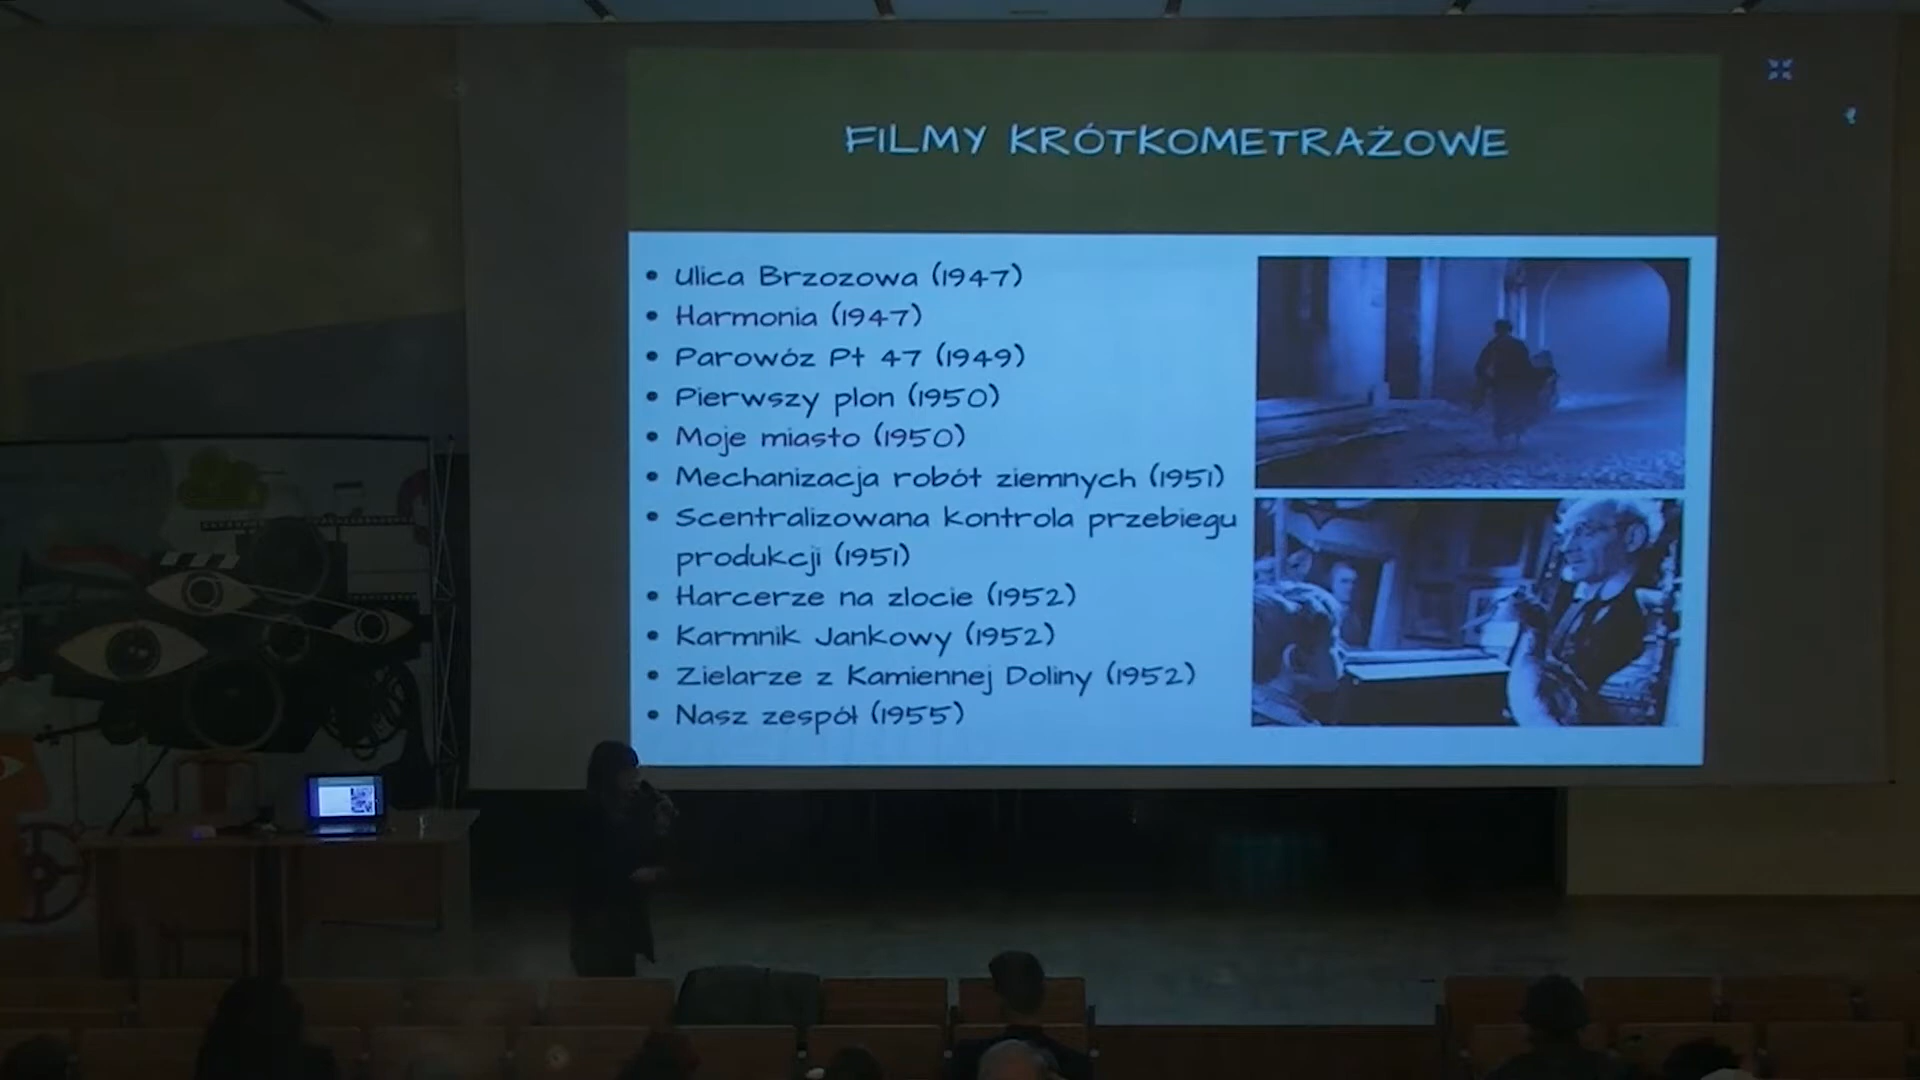 FILMY KRÓTKOMETRAŻOWE
• Ulica Brzozowa (1947)
• Harmonia (1947)
• Parowóz Pt 47 (1949)
• Pierwszy plon (1950)
• Moje miasto (1950)
• Mechanizacja robót ziemnych (1951)
• Scentralizowana kontrola przebiegu
produkcji (1951)
• Harcerze na zlocie (1952)
• Karmnik Jankowy (1952)
• Zielarze z Kamiennej Doliny (1952)
• Nasz zespół (1955)